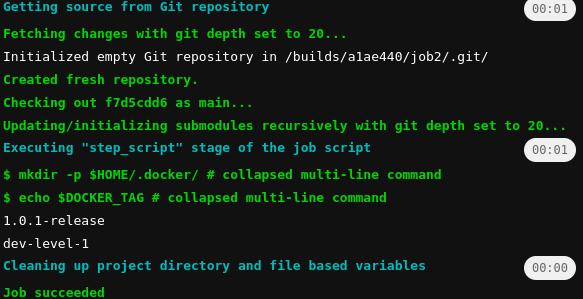 Getting source from Git repository
00:01
Fetching changes with git depth set to 20...
Initialized empty Git repository in /builds/a1ae440/job2/.git/
Created fresh repository.
Checking out f7d5cdd6 as main...
Updating/initializing submodules recursively with git depth set to 20...
Executing "step_script" stage of the job script
00:01
$ mkdir -p $HOME/.docker/ # collapsed multi-line command
$ echo $DOCKER_TAG # collapsed multi-line command
1.0.1-release
dev-level-1
Cleaning up project directory and file based variables
00:00
Job succeeded